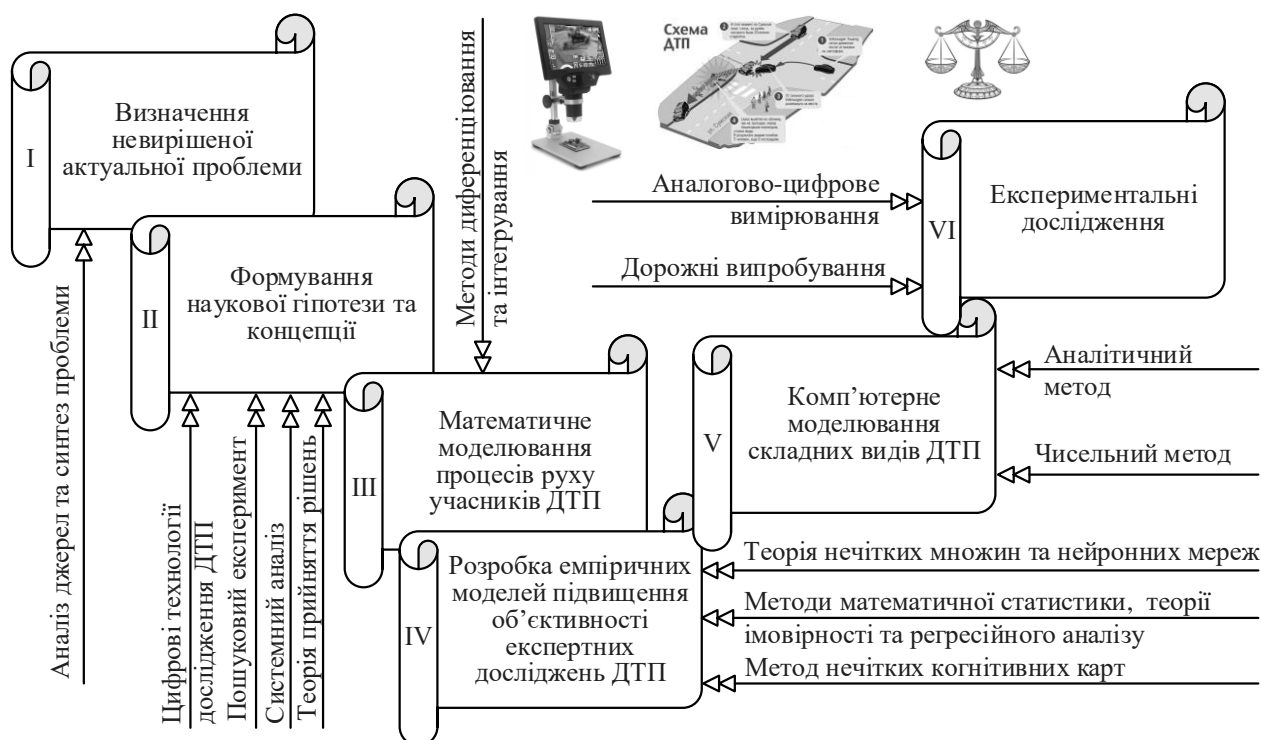 Схема
ДТП
2
1
3
4
I
Визначення
невирішеної
актуальної проблеми
Аналіз джерел та синтез проблеми
II
Формування
наукової гіпотези та
концепції
Цифрові технології
дослідження ДТП
Пошуковий експеримент
Системний аналіз
Теорія прийняття рішень
Методи диференціювання
та інтегрування
III
Математичне
моделювання
процесів руху
учасників ДТП
IV
Розробка емпіричних
моделей підвищення
об’єктивності
експертних
досліджень ДТП
Теорія нечітких множин та нейронних мереж
Методи математичної статистики, теорії
імовірності та регресійного аналізу
Метод нечітких когнітивних карт
V
Комп’ютерне
моделювання
складних видів ДТП
Аналітичний
метод
Чисельний метод
VI
Експериментальні
дослідження
Аналогово-цифрове
вимірювання
Дорожні випробування